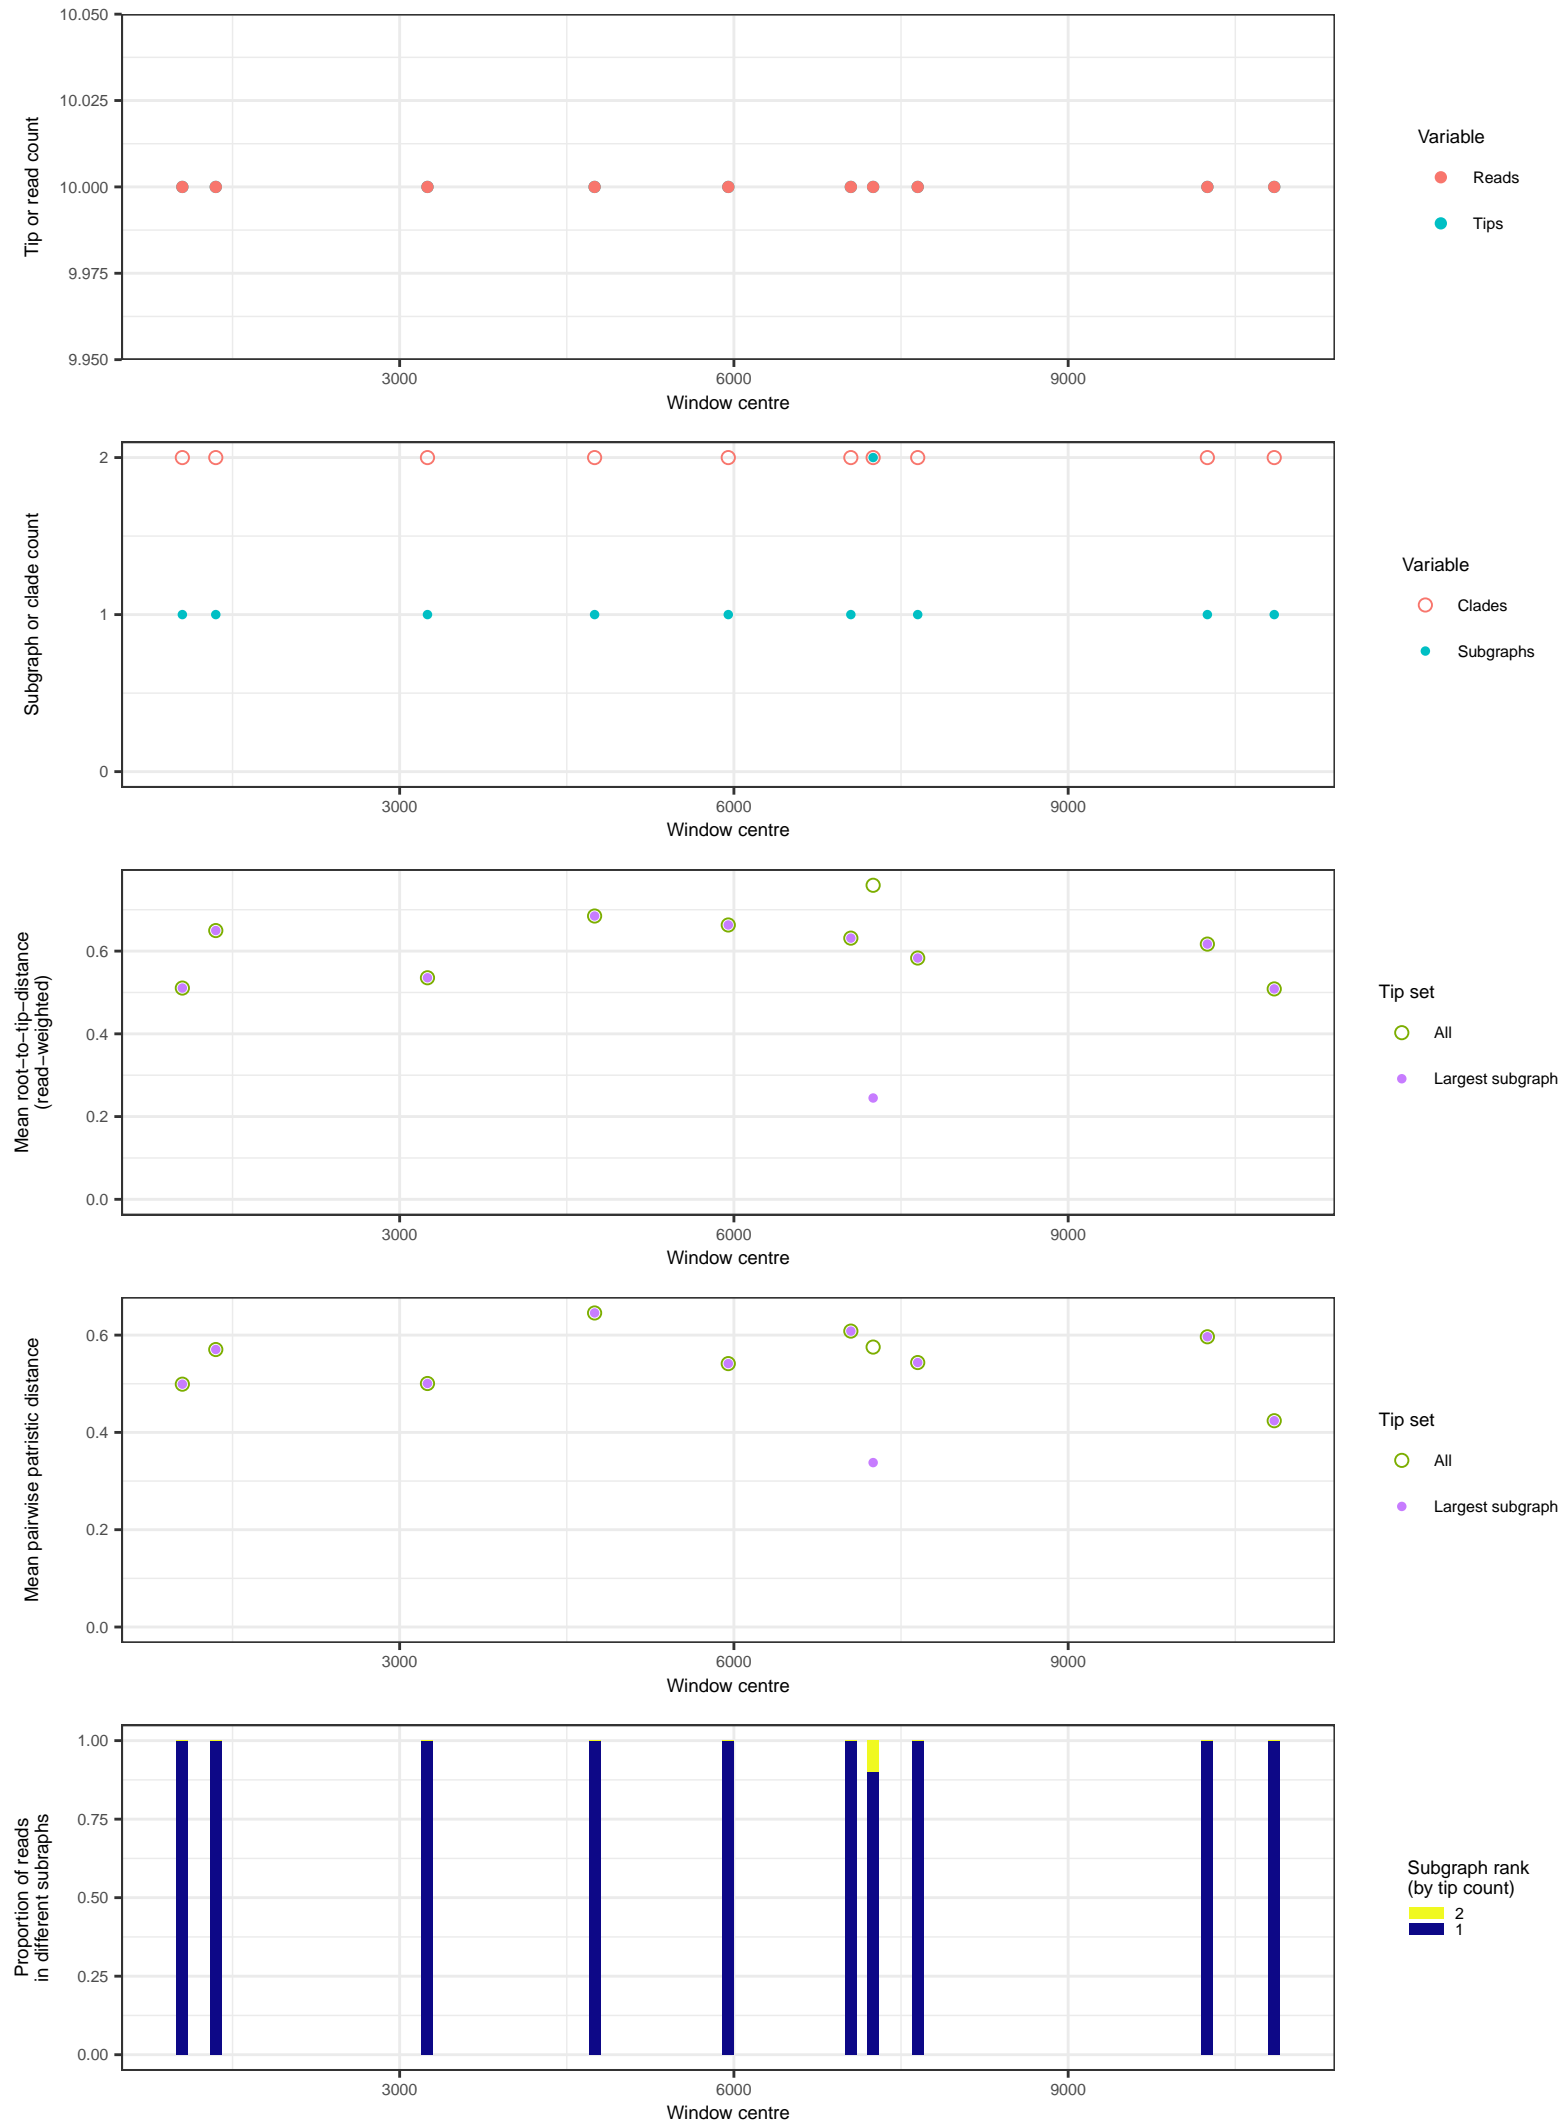 10.050
10.025
10.000
9.975
9.950
Tip or read count
3000
6000
9000
Window centre
Variable
Reads
Tips
2
1
0
Subgraph or clade count
3000
6000
9000
Window centre
Variable
Clades
Subgraphs
0.6
0.4
0.2
0.0
Mean root−to−tip−distance
(read−weighted)
3000
6000
9000
Window centre
Tip set
All
Largest subgraph
0.6
0.4
0.2
0.0
Mean pairwise patristic distance
3000
6000
9000
Window centre
Tip set
All
Largest subgraph
1.00
0.75
0.50
0.25
0.00
Proportion of reads
in different subraphs
3000
6000
9000
Window centre
Subgraph rank
(by tip count)
2
1